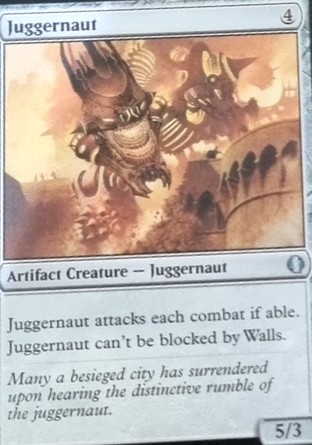 Juggernaut 4
Artifact Creature — Juggernaut
Juggernaut attacks each combat if able.
Juggernaut can't be blocked by Walls.
Many a besieged city has surrendered
upon hearing the distinctive rumble of
the juggernaut.
5/3